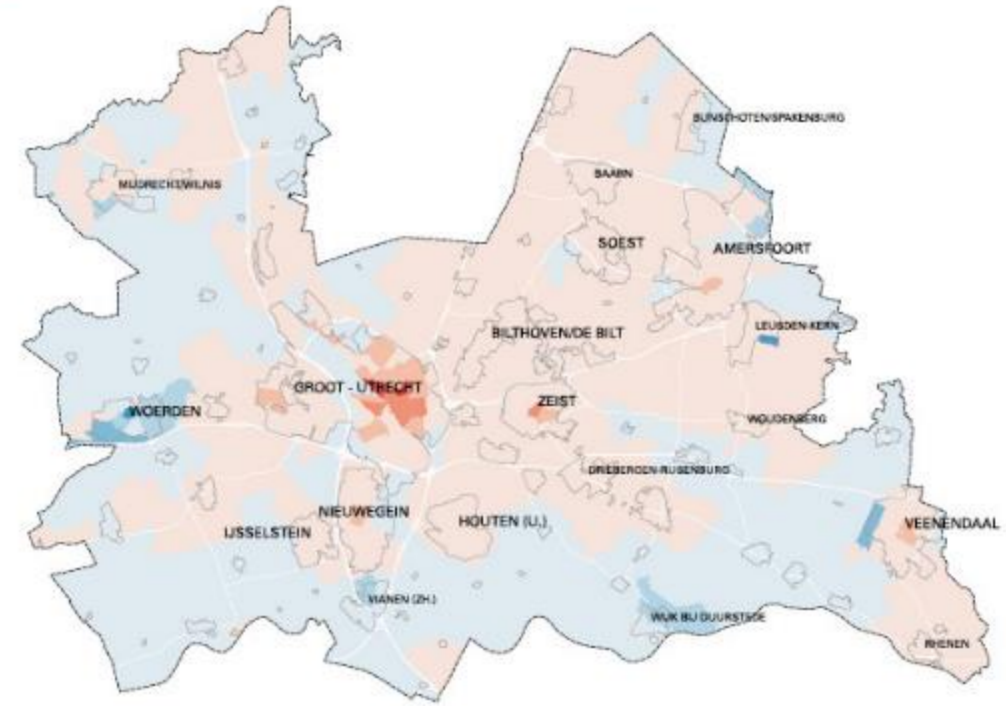 BUNSCHOTEN/SPAKENBURG
BAARN
MIJDRECHT/WILNIS
SOEST
AMERSFOORT
LEUSDEN-KERN
BILTHOVEN/DE BILT
GROOT - UTRECHT
ZEIST
WOERDEN
WOUDENBERG
DRIEBERGEN-RIJSENBURG
NIEUWEGEIN
HOUTEN (U.)
VEENENDAAL
IJSSELSTEIN
VIANEN (ZH.)
WIJK BIJ DUURSTEDE
RHENEN